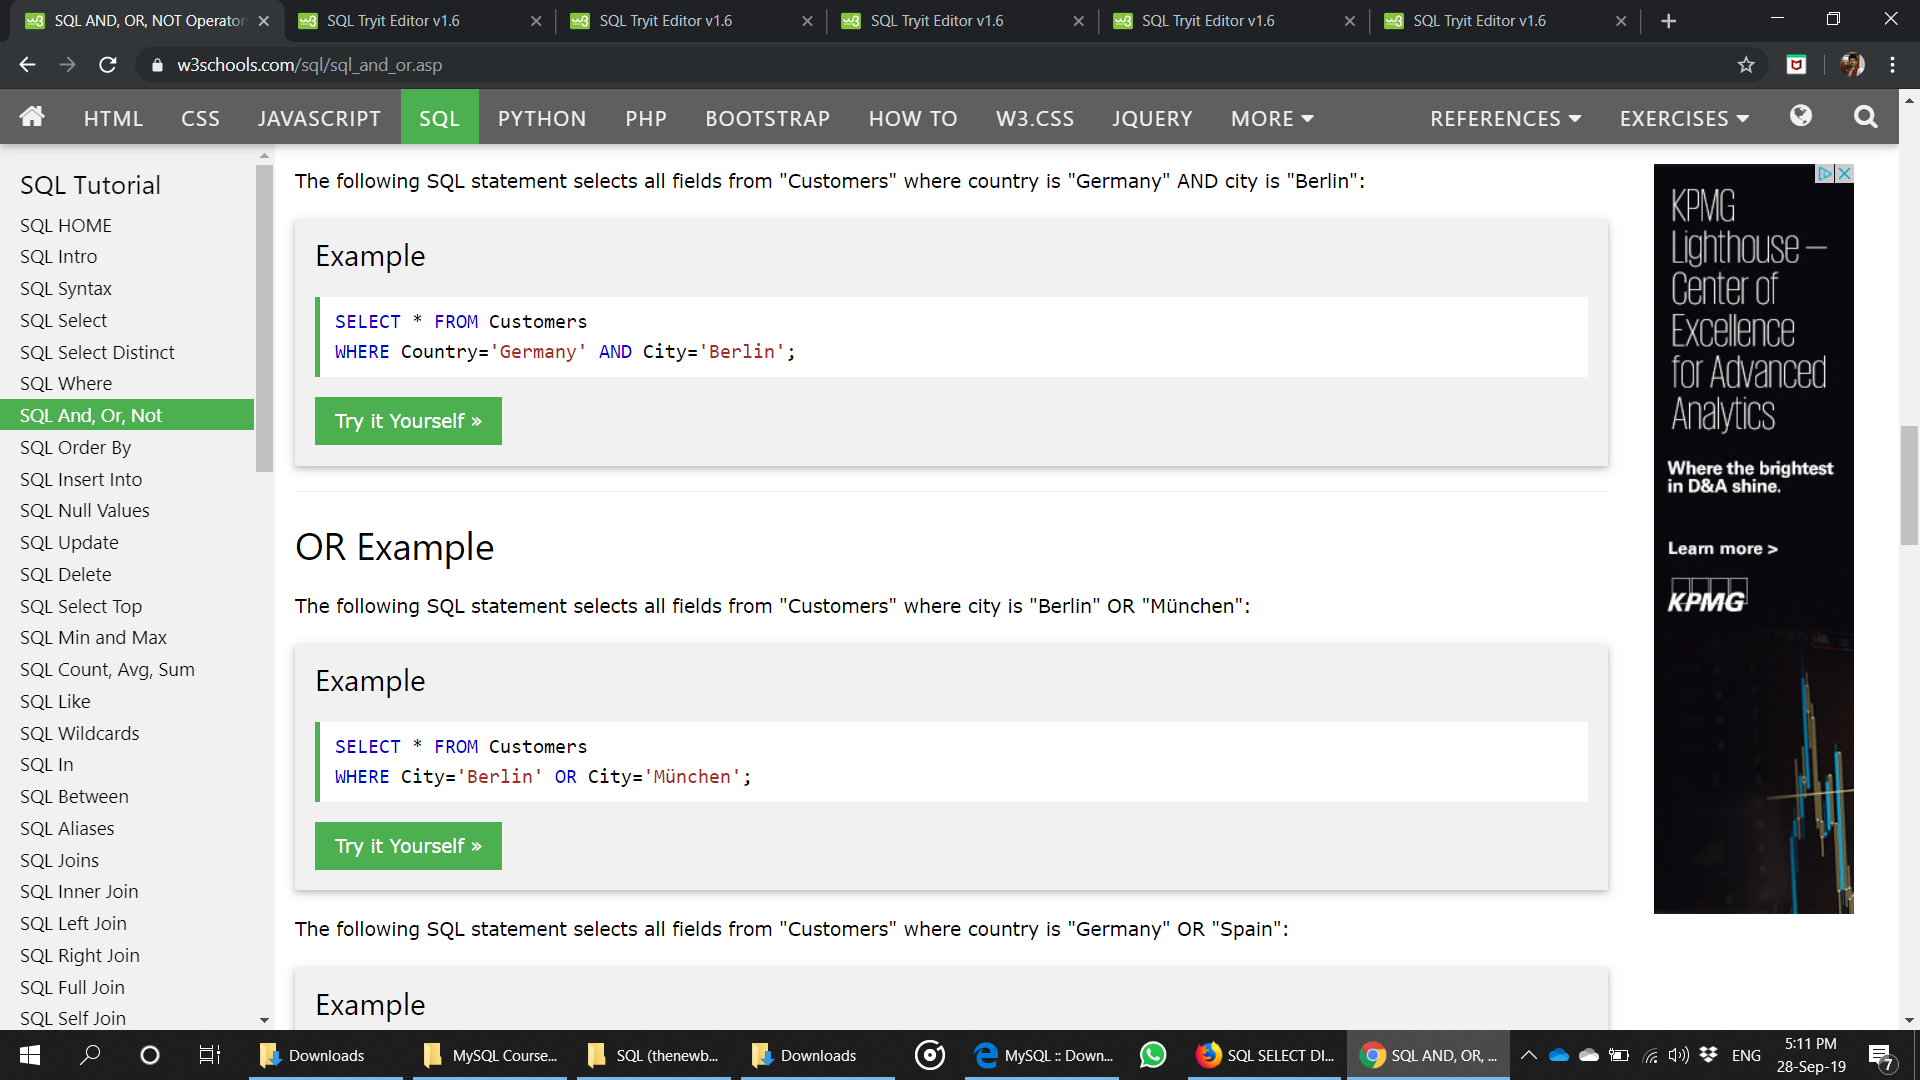 SQL AND, OR, NOT Operator
SQL Tryit Editor v1.6
SQL Tryit Editor v1.6
SQL Tryit Editor v1.6
SQL Tryit Editor v1.6
SQL Tryit Editor v1.6
w3schools.com/sql/sql_and_or.asp
HTML CSS JAVASCRIPT SQL PYTHON PHP BOOTSTRAP HOW TO W3.CSS JQUERY MORE REFERENCES EXERCISES
SQL Tutorial
SQL HOME
SQL Intro
SQL Syntax
SQL Select
SQL Select Distinct
SQL Where
SQL And, Or, Not
SQL Order By
SQL Insert Into
SQL Null Values
SQL Update
SQL Delete
SQL Select Top
SQL Min and Max
SQL Count, Avg, Sum
SQL Like
SQL Wildcards
SQL In
SQL Between
SQL Aliases
SQL Joins
SQL Inner Join
SQL Left Join
SQL Right Join
SQL Full Join
SQL Self Join
The following SQL statement selects all fields from "Customers" where country is "Germany" AND city is "Berlin":
Example
SELECT * FROM Customers
WHERE Country='Germany' AND City='Berlin';
Try it Yourself »
OR Example
The following SQL statement selects all fields from "Customers" where city is "Berlin" OR "München":
Example
SELECT * FROM Customers
WHERE City='Berlin' OR City='München';
Try it Yourself »
The following SQL statement selects all fields from "Customers" where country is "Germany" OR "Spain":
Example
KPMG
Lighthouse –
Center of
Excellence
for Advanced
Analytics
Where the brightest
in D&A shine.
Learn more >
KPMG
Downloads
MySQL Course...
SQL (thenewb...
Downloads
MySQL :: Down...
SQL SELECT DI...
SQL AND, OR, ...
ENG
5:11 PM
28-Sep-19
7